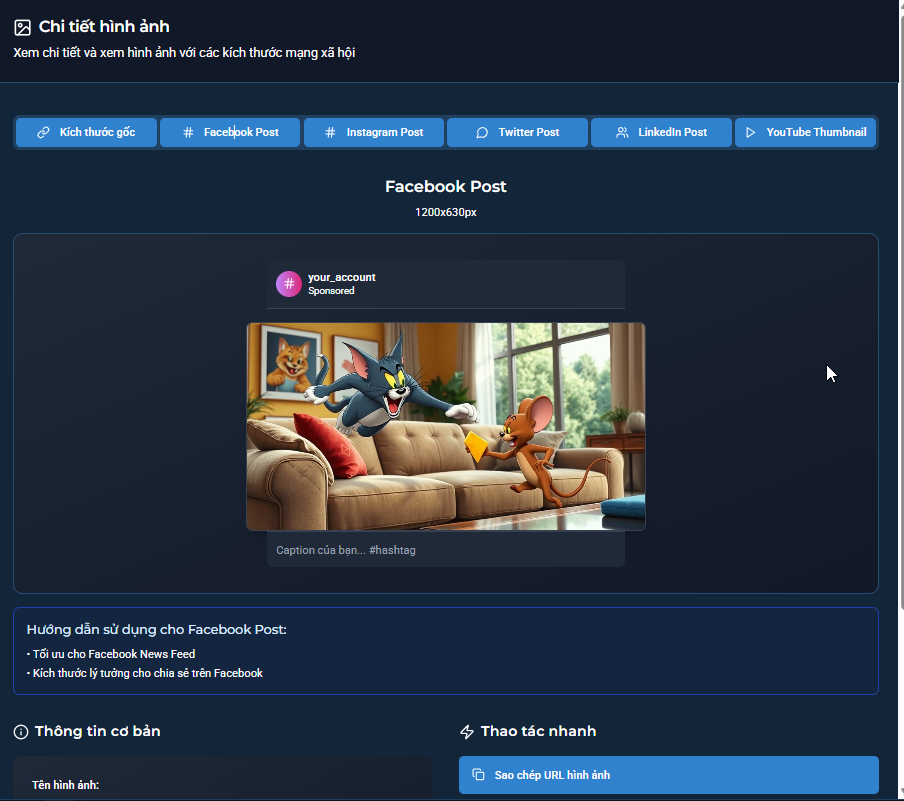 Chi tiết hình ảnh
Xem chi tiết và xem hình ảnh với các kích thước mạng xã hội
Kích thước gốc
Facebook Post
Instagram Post
Twitter Post
LinkedIn Post
YouTube Thumbnail
Facebook Post
1200x630px
your_account
Sponsored
Caption của bạn... #hashtag
Hướng dẫn sử dụng cho Facebook Post:
• Tối ưu cho Facebook News Feed
• Kích thước lý tưởng cho chia sẻ trên Facebook
Thông tin cơ bản
Thao tác nhanh
Tên hình ảnh:
Sao chép URL hình ảnh